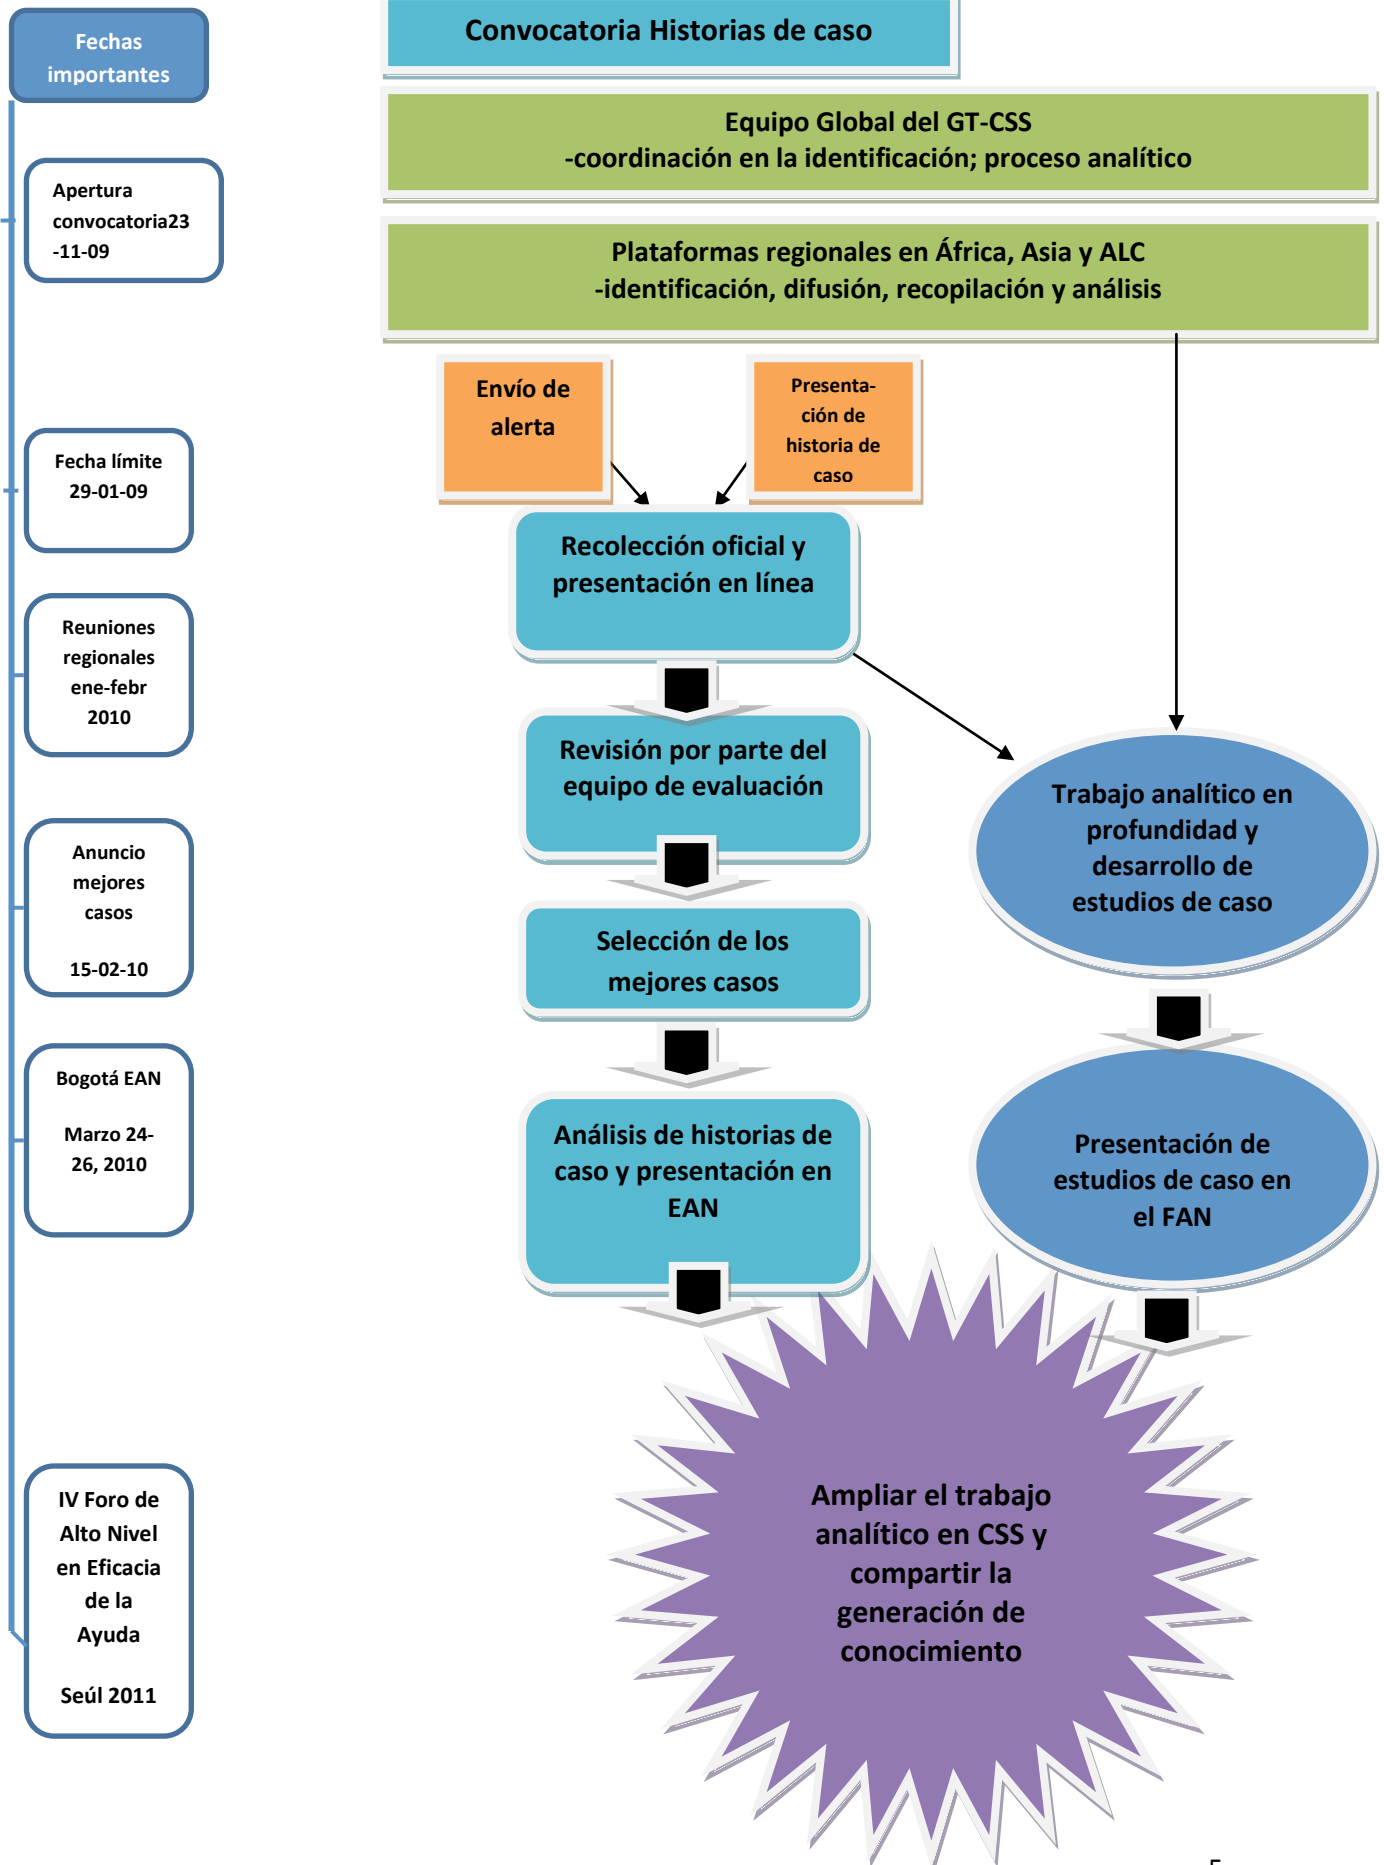 Fechas
importantes
Apertura
convocatoria23
-11-09
Fecha límite
29-01-09
Reuniones
regionales
ene-febr
2010
Anuncio
mejores
casos
15-02-10
Bogotá EAN
Marzo 24-
26, 2010
IV Foro de
Alto Nivel
en Eficacia
de la
Ayuda
Seúl 2011
Convocatoria Historias de caso
Equipo Global del GT-CSS
-coordinación en la identificación; proceso analítico
Plataformas regionales en África, Asia y ALC
-identificación, difusión, recopilación y análisis
Envío de
alerta
Presenta-
ción de
historia de
caso
Recolección oficial y
presentación en línea
Revisión por parte del
equipo de evaluación
Selección de los
mejores casos
Análisis de historias de
caso y presentación en
EAN
Trabajo analítico en
profundidad y
desarrollo de
estudios de caso
Presentación de
estudios de caso en
el FAN
Ampliar el trabajo
analítico en CSS y
compartir la
generación de
conocimiento